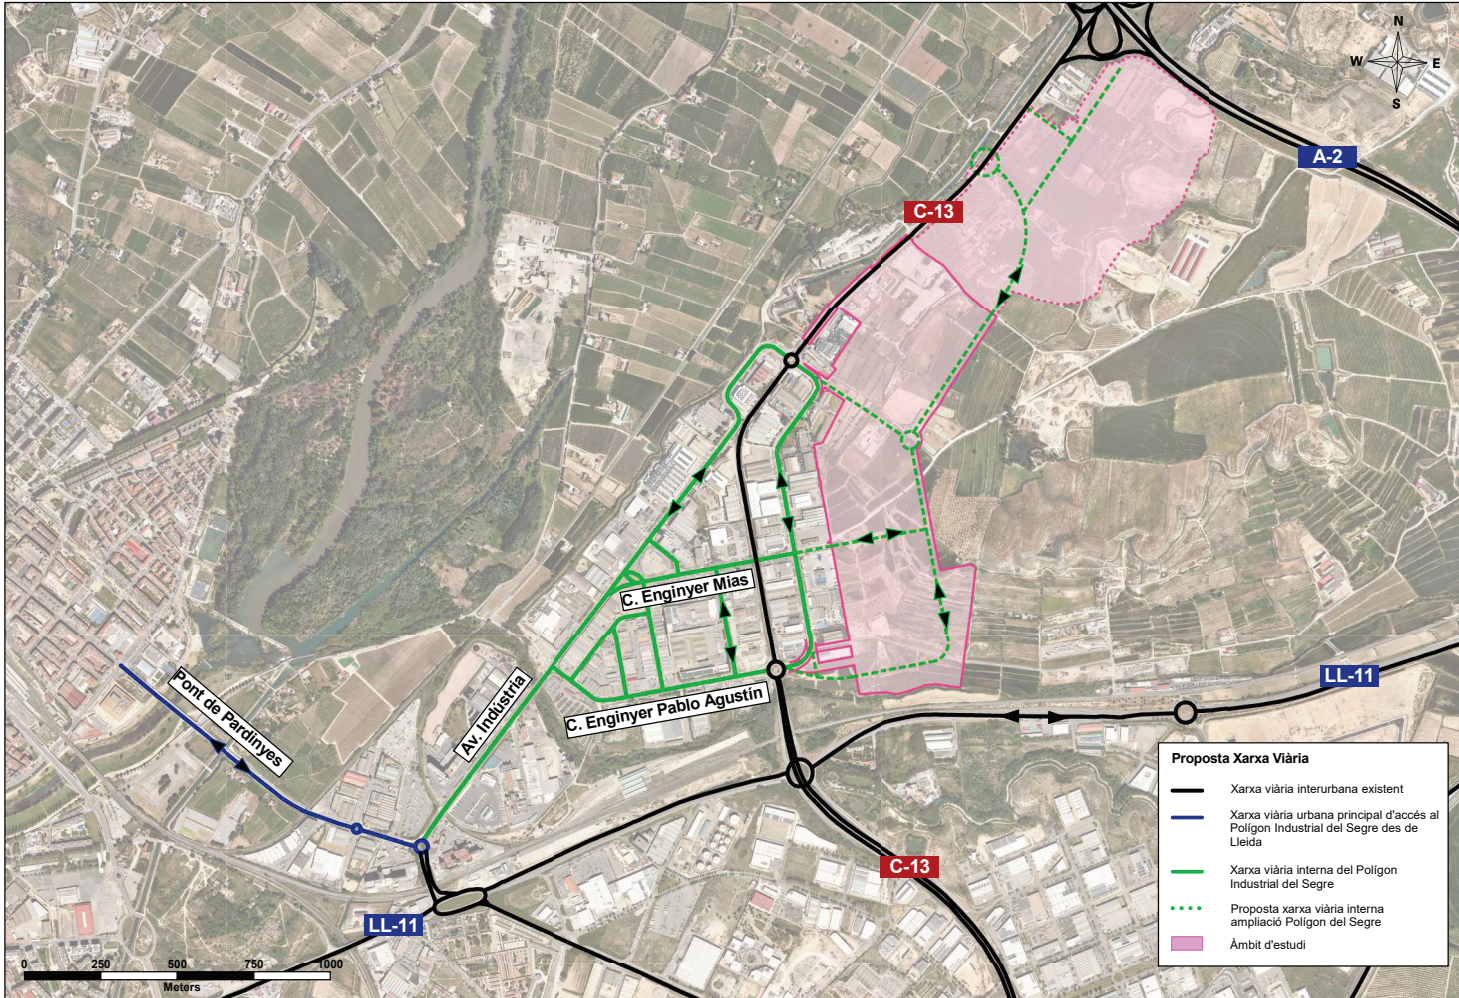 N
W E
S
A-2
C-13
C. Enginyer Mias
Pont de Pardinyes
Av. Indústria
C. Enginyer Pablo Agustín
LL-11
C-13
LL-11
Proposta Xarxa Viària
Xarxa viària interurbana existent
Xarxa viària urbana principal d'accés al
Polígon Industrial del Segre des de
Lleida
Xarxa viària interna del Polígon
Industrial del Segre
Proposta xarxa viària interna
ampliació Polígon del Segre
Àmbit d'estudi
0 250 500 750 1000
Meters